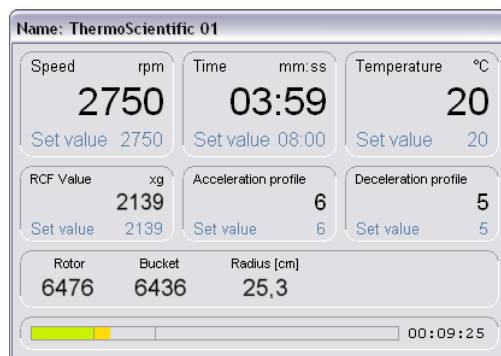 Name: ThermoScientific 01
Speed rpm Time mm:ss Temperature °C
2750 03:59 20
Set value 2750 Set value 08:00 Set value 20
RCF Value xg Acceleration profile Deceleration profile
2139 6 5
Set value 2139 Set value 6 Set value 5
Rotor Bucket Radius [cm]
6476 6436 25,3
00:09:25